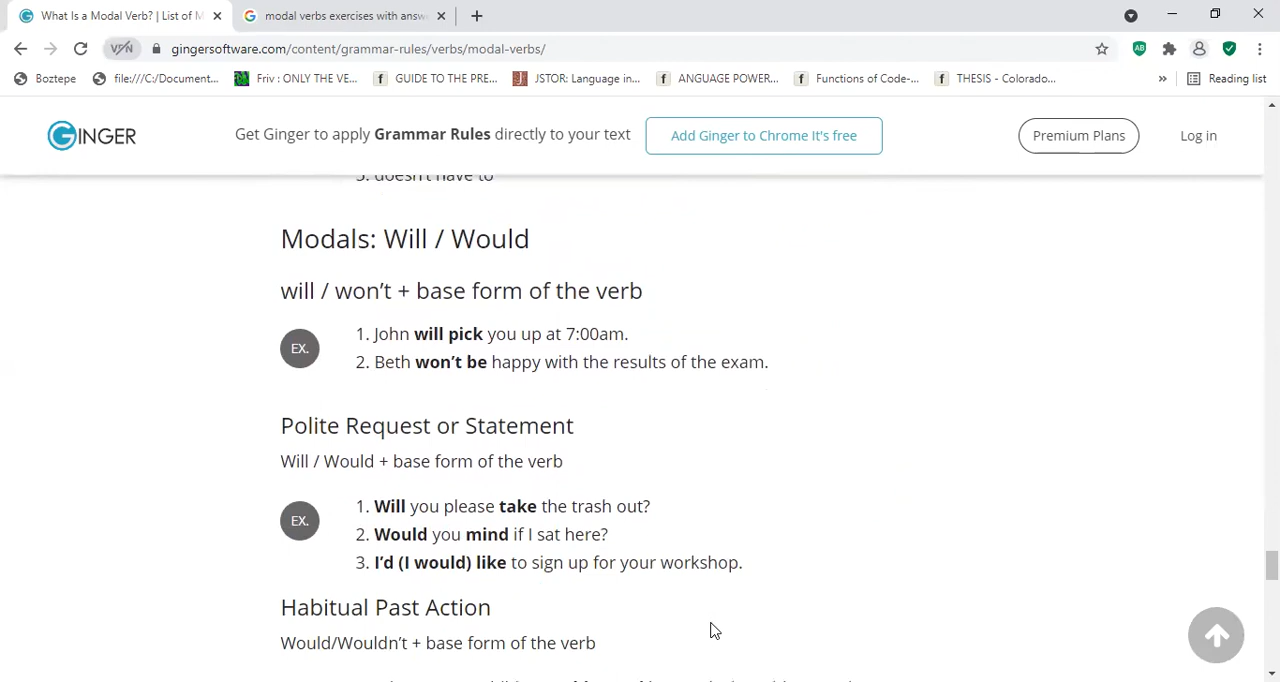 What Is a Modal Verb? | List of M
modal verbs exercises with answ
VPN
gingersoftware.com/content/grammar-rules/verbs/modal-verbs/
AB
Boztepe
file:///C:/Document...
Friv : ONLY THE VE...
GUIDE TO THE PRE...
JSTOR: Language in...
ANGUAGE POWER...
Functions of Code-...
THESIS - Colorado...
»
Reading list
GINGER
Get Ginger to apply Grammar Rules directly to your text
Add Ginger to Chrome It's free
Premium Plans
Log in
5. doesn't have to
Modals: Will / Would
will / won’t + base form of the verb
EX.
1. John will pick you up at 7:00am.
2. Beth won’t be happy with the results of the exam.
Polite Request or Statement
Will / Would + base form of the verb
EX.
1. Will you please take the trash out?
2. Would you mind if I sat here?
3. I’d (I would) like to sign up for your workshop.
Habitual Past Action
Would/Wouldn’t + base form of the verb